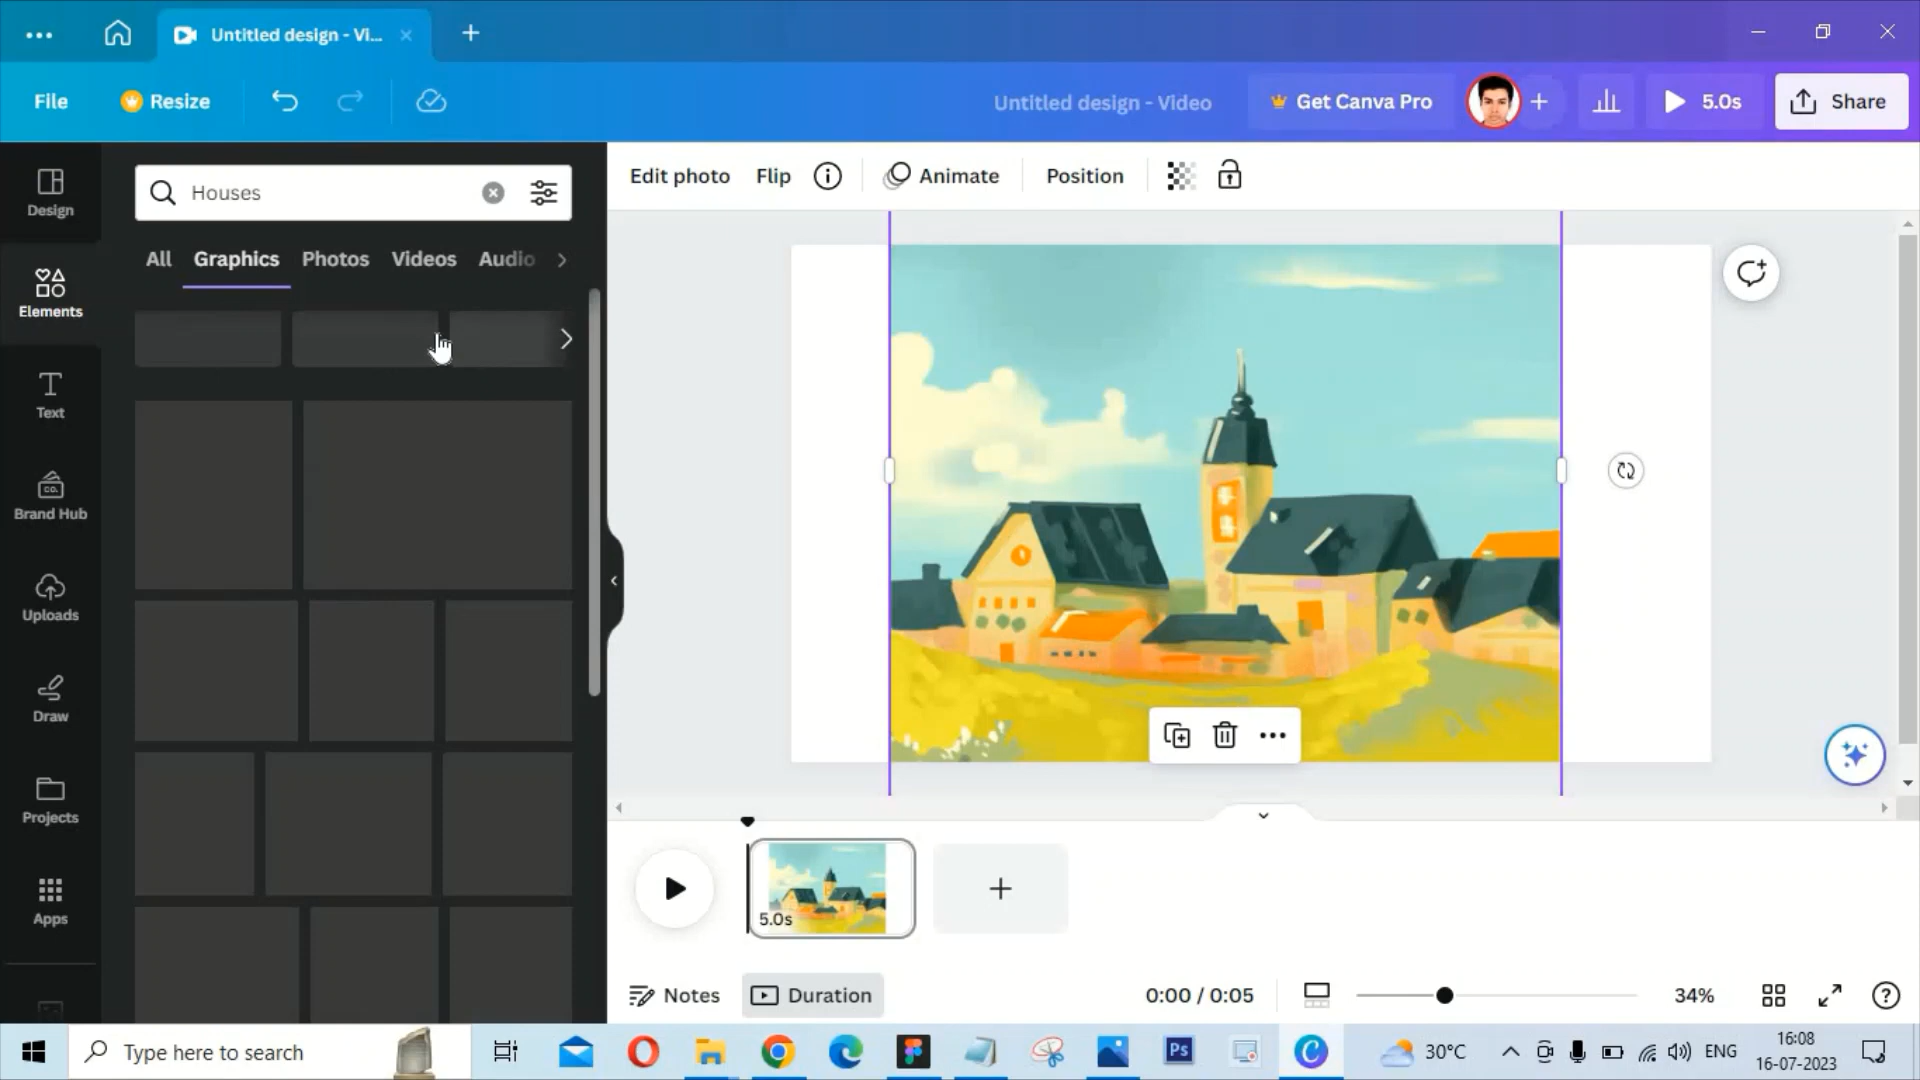 Untitled design - Vi...
File
Resize
Untitled design - Video
Get Canva Pro
5.0s
Share
Design
Elements
Text
Brand Hub
CO.
Uploads
Draw
Projects
Apps
Houses
All
Graphics
Photos
Videos
Audio
Edit photo
Flip
Animate
Position
5.0s
Notes
Duration
0:00 / 0:05
34%
Type here to search
Ps
30°C
ENG
16:08
16-07-2023